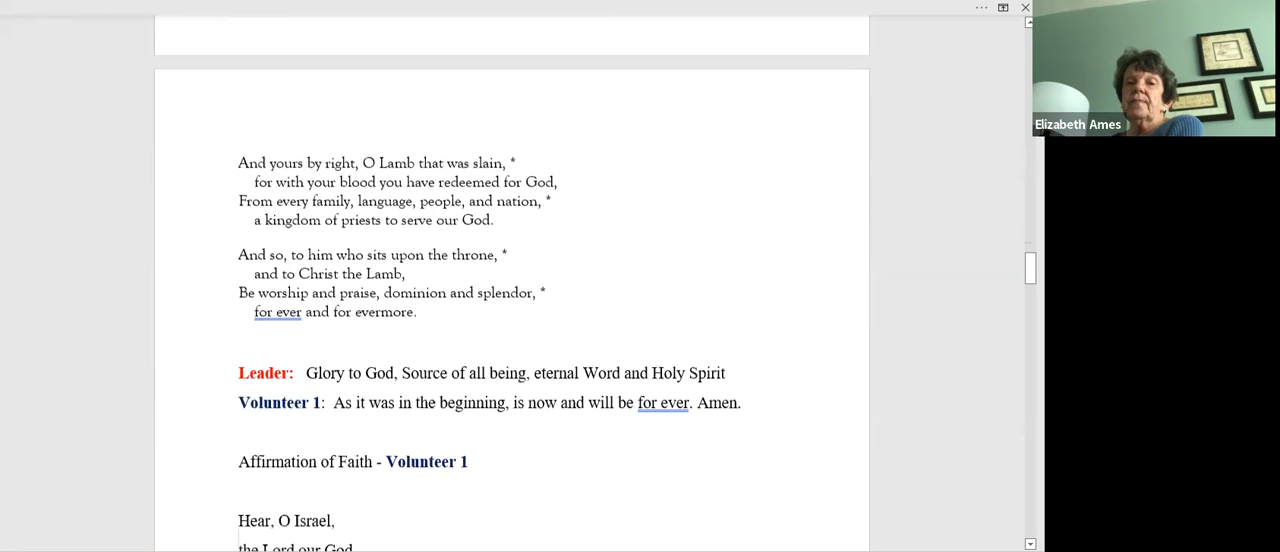 And yours by right, O Lamb that was slain, *
for with your blood you have redeemed for God,
From every family, language, people, and nation, *
a kingdom of priests to serve our God.
And so, to him who sits upon the throne, *
and to Christ the Lamb,
Be worship and praise, dominion and splendor, *
for ever and for evermore.
Leader: Glory to God, Source of all being, eternal Word and Holy Spirit
Volunteer 1: As it was in the beginning, is now and will be for ever. Amen.
Affirmation of Faith - Volunteer 1
Hear, O Israel,
the Lord our God
Elizabeth Ames